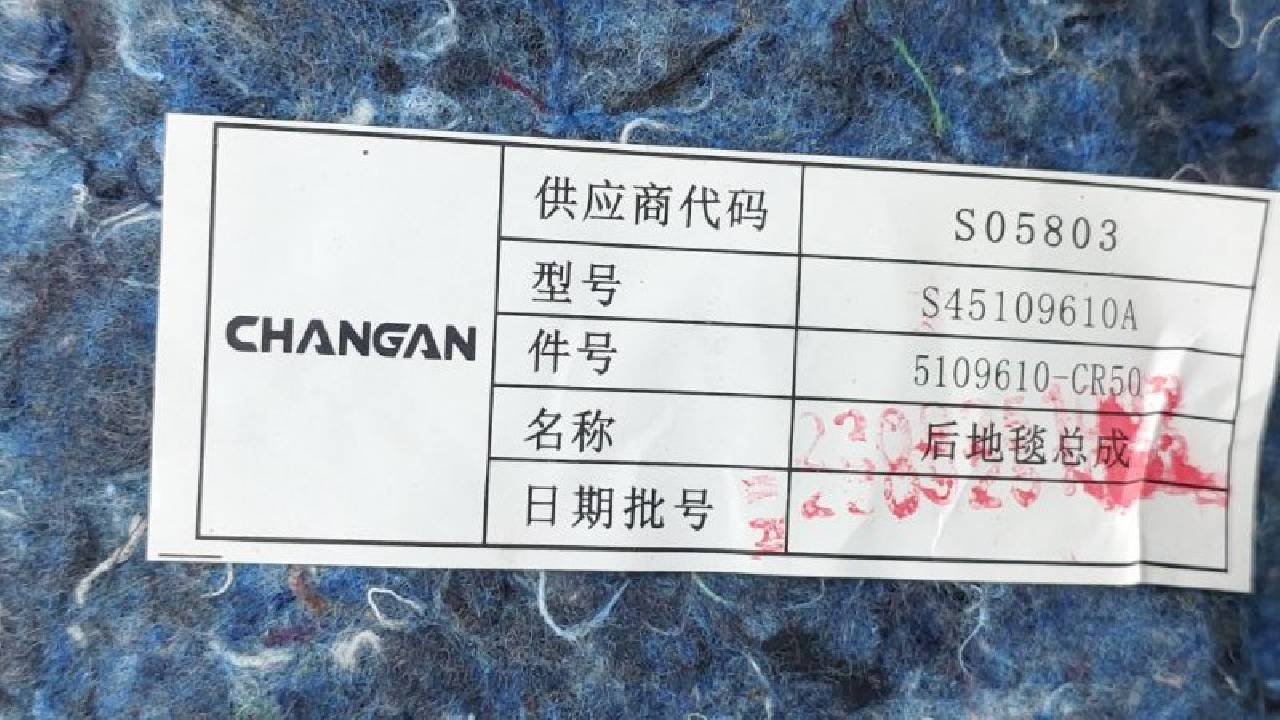 CHANGAN
供应商代码 S05803
型号 S45109610A
件号 5109610-CR50
名称 后地毯总成
日期批号